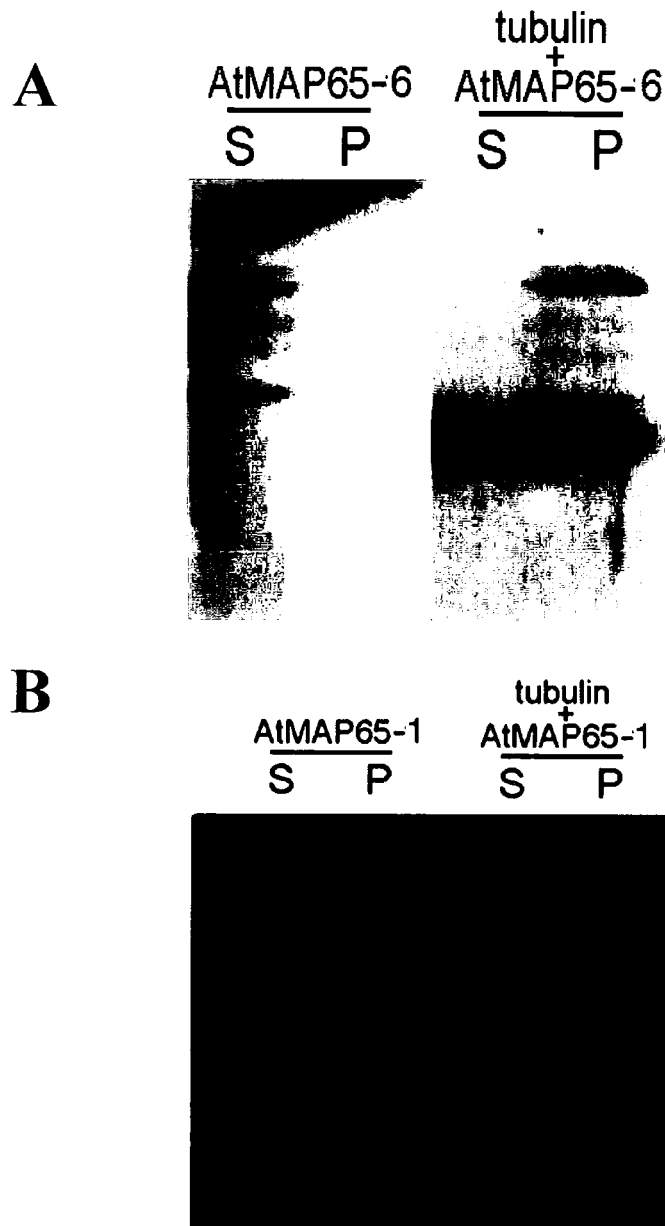 A
AtMAP65-6
S P
tubulin
+
AtMAP65-6
S P
B
AtMAP65-1
S P
tubulin
+
AtMAP65-1
S P